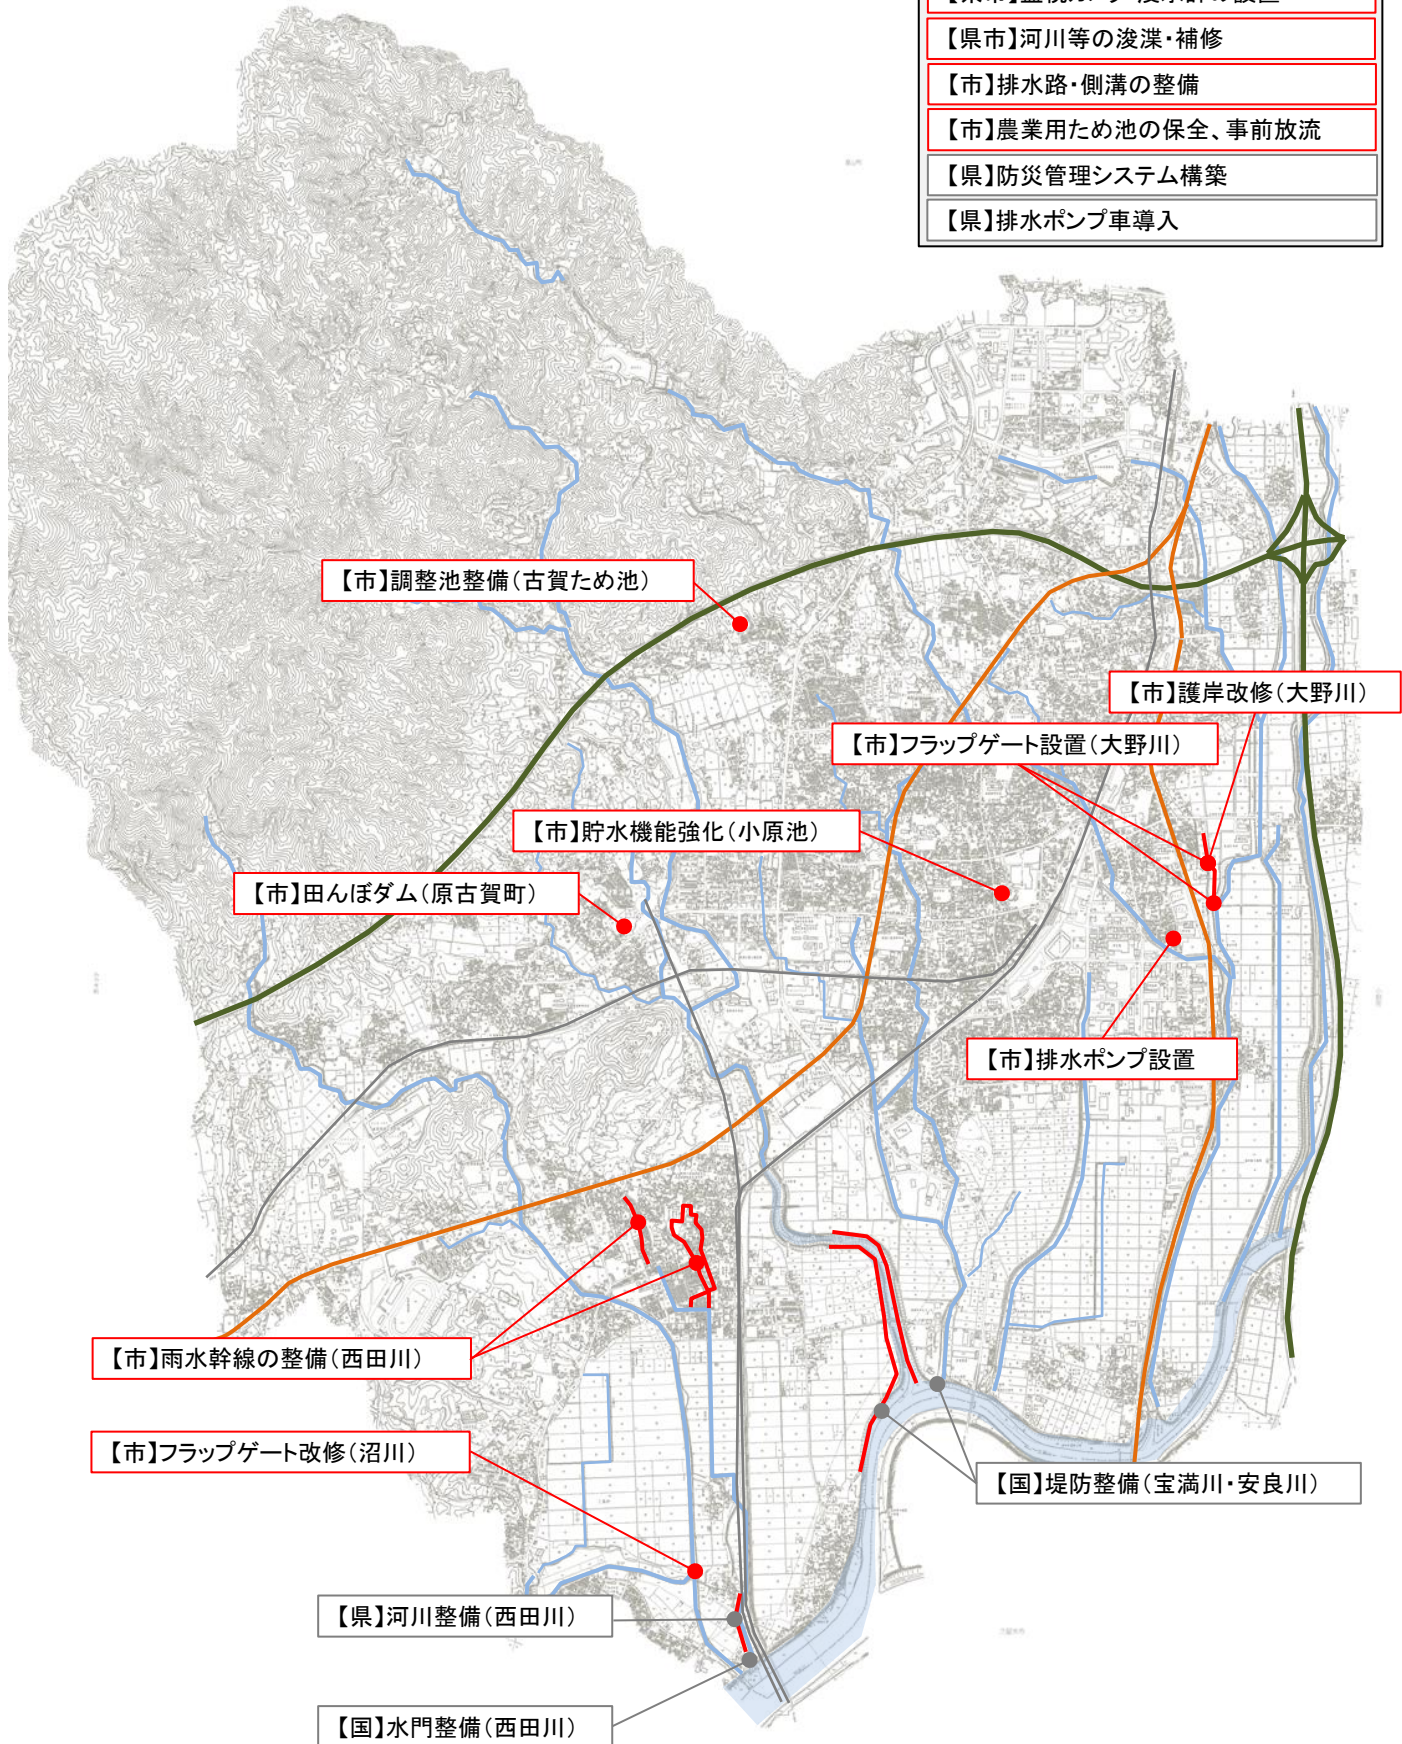 【県市】河川等の浚渫・補修
【市】排水路・側溝の整備
【市】農業用ため池の保全、事前放流
【県】防災管理システム構築
【県】排水ポンプ車導入
【市】調整池整備（古賀ため池）
【市】護岸改修（大野川）
【市】フラップゲート設置（大野川）
【市】貯水機能強化（小原池）
【市】田んぼダム（原古賀町）
【市】排水ポンプ設置
【市】雨水幹線の整備（西田川）
【市】フラップゲート改修（沼川）
【国】堤防整備（宝満川・安良川）
【県】河川整備（西田川）
【国】水門整備（西田川）